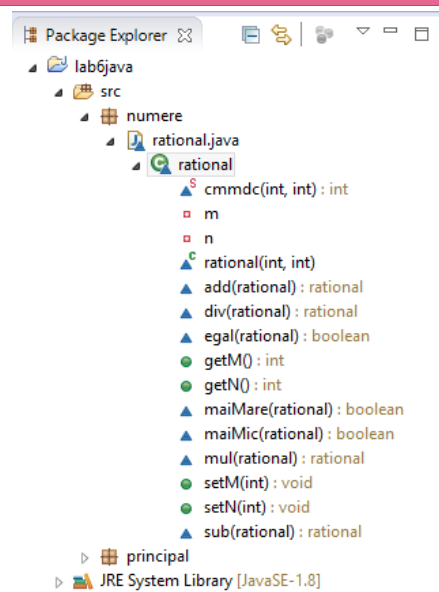 Package Explorer
lab6java
src
numere
rational.java
rational
S cmmdc(int, int) : int
m
n
C rational(int, int)
add(rational) : rational
div(rational) : rational
egal(rational) : boolean
getM() : int
getN() : int
maiMare(rational) : boolean
maiMic(rational) : boolean
mul(rational) : rational
setM(int) : void
setN(int) : void
sub(rational) : rational
principal
JRE System Library [JavaSE-1.8]